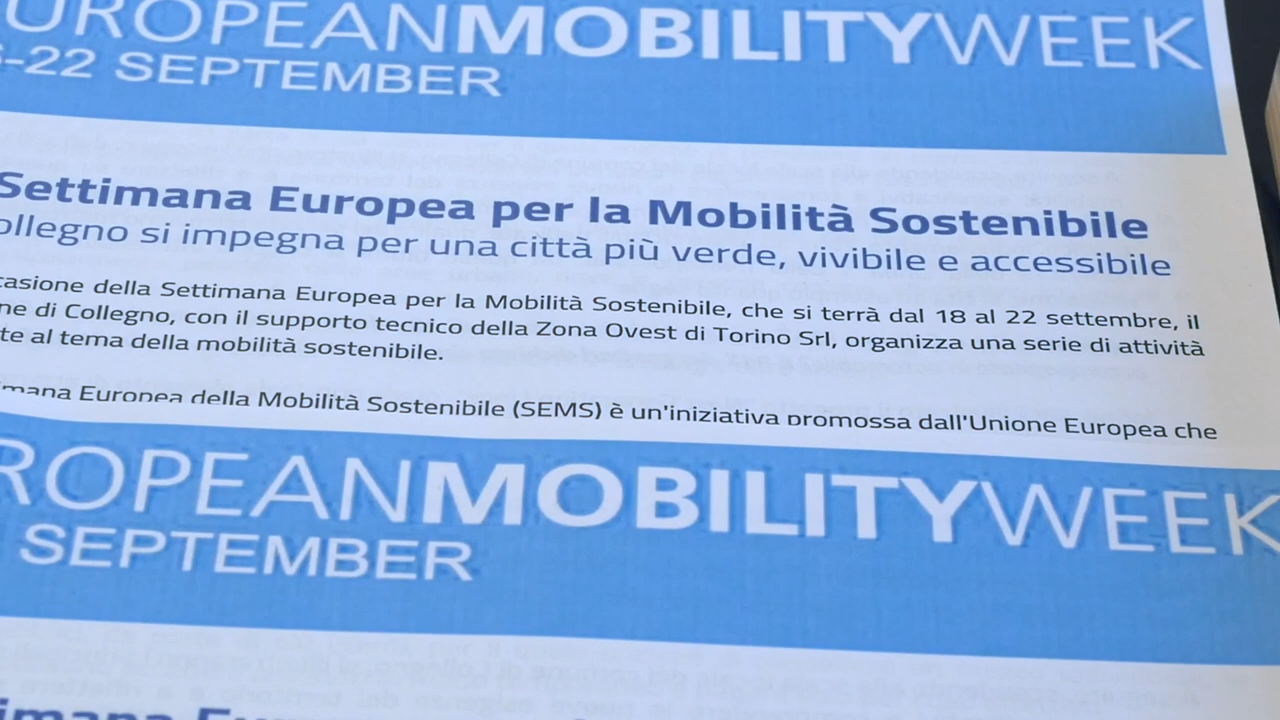 UROPEANMOBILITYWEEK
-22 SEPTEMBER
Settimana Europea per la Mobilità Sostenibile
ollegno si impegna per una città più verde, vivibile e accessibile
casione della Settimana Europea per la Mobilità Sostenibile, che si terrà dal 18 al 22 settembre, il
ne di Collegno, con il supporto tecnico della Zona Ovest di Torino Srl, organizza una serie di attività
te al tema della mobilità sostenibile.
imana Europea della Mobilità Sostenibile (SEMS) è un'iniziativa promossa dall'Unione Europea che
ROPEANMOBILITYWEEK
SEPTEMBER